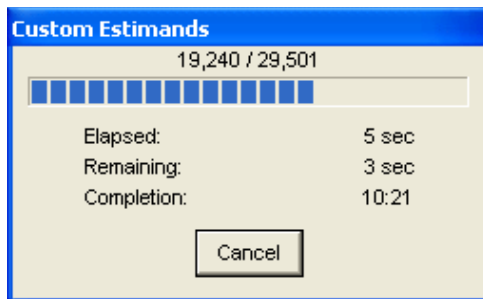 Custom Estimands
19,240 / 29,501
Elapsed: 5 sec
Remaining: 3 sec
Completion: 10:21
Cancel